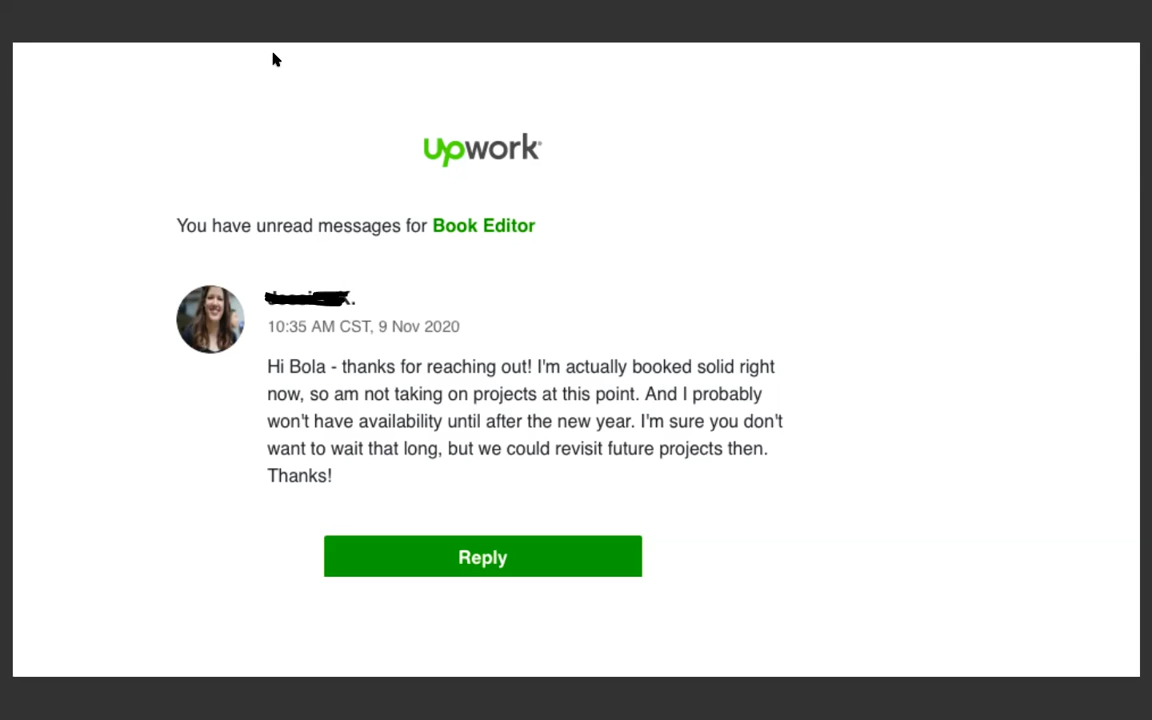 upwork
You have unread messages for Book Editor
10:35 AM CST, 9 Nov 2020
Hi Bola - thanks for reaching out! I'm actually booked solid right
now, so am not taking on projects at this point. And I probably
won't have availability until after the new year. I'm sure you don't
want to wait that long, but we could revisit future projects then.
Thanks!
Reply